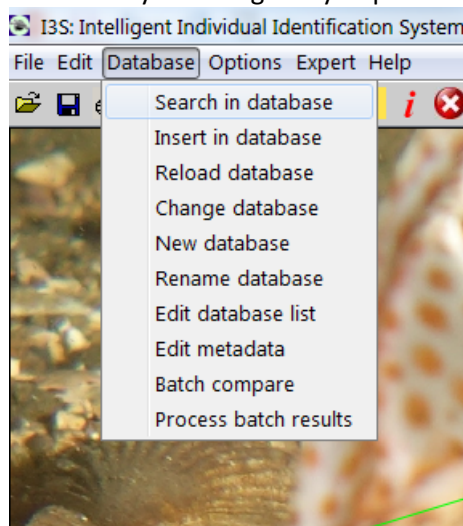 I3S: Intelligent Individual Identification System
File Edit Database Options Expert Help
i
Search in database
Insert in database
Reload database
Change database
New database
Rename database
Edit database list
Edit metadata
Batch compare
Process batch results